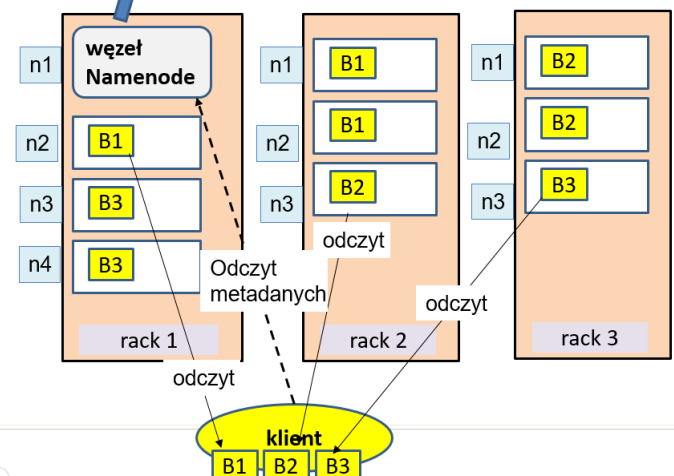 n1
węzeł
Namenode
n2
B1
n3
B3
n4
B3
rack 1
n1
B1
n2
B1
n3
B2
rack 2
n1
B2
n2
B2
n3
B3
rack 3
odczyt
Odczyt
metadanych
odczyt
odczyt
klient
B1 B2 B3